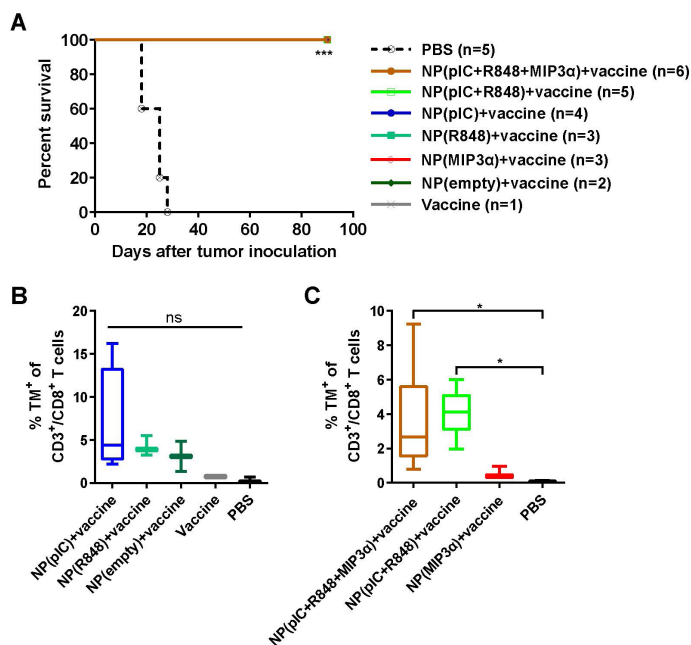 A
Percent survival
100
80
60
40
20
0
0 20 40 60 80 100
Days after tumor inoculation
***
PBS (n=5)
NP(pIC+R848+MIP3α)+vaccine (n=6)
NP(pIC+R848)+vaccine (n=5)
NP(pIC)+vaccine (n=4)
NP(R848)+vaccine (n=3)
NP(MIP3α)+vaccine (n=3)
NP(empty)+vaccine (n=2)
Vaccine (n=1)
B
% TM⁺ of
CD3⁺/CD8⁺ T cells
20
15
10
5
0
ns
NP(pIC)+vaccine
NP(R848)+vaccine
NP(empty)+vaccine
Vaccine
PBS
C
% TM⁺ of
CD3⁺/CD8⁺ T cells
10
8
6
4
2
0
*
*
NP(pIC+R848+MIP3α)+vaccine
NP(pIC+R848)+vaccine
NP(MIP3α)+vaccine
PBS